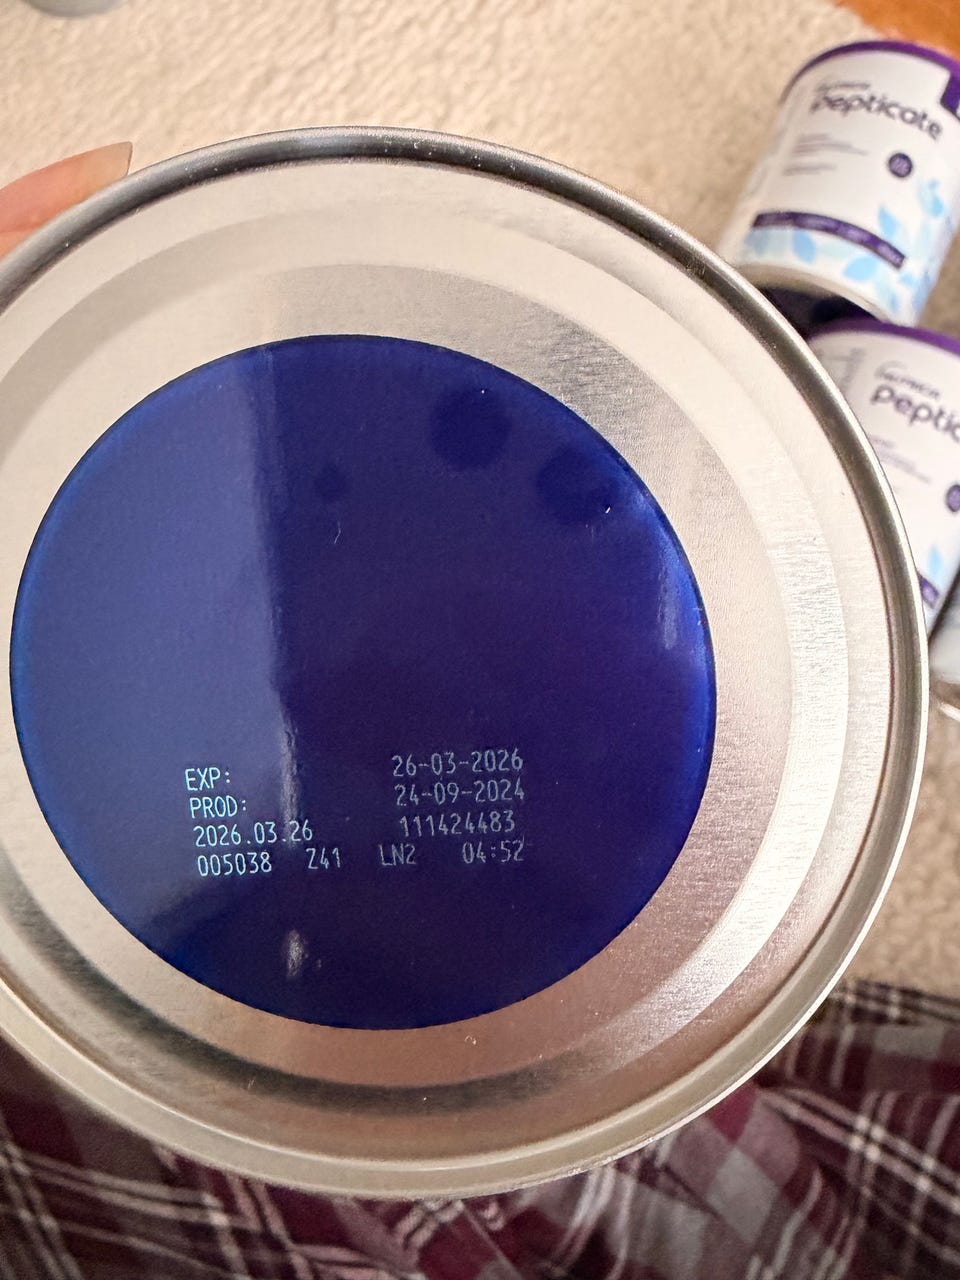 pepticate
NUTRICIA
peptic
EXP: 26-03-2026
PROD: 24-09-2024
2026.03.26 111424483
005038 Z41 LN2 04:52